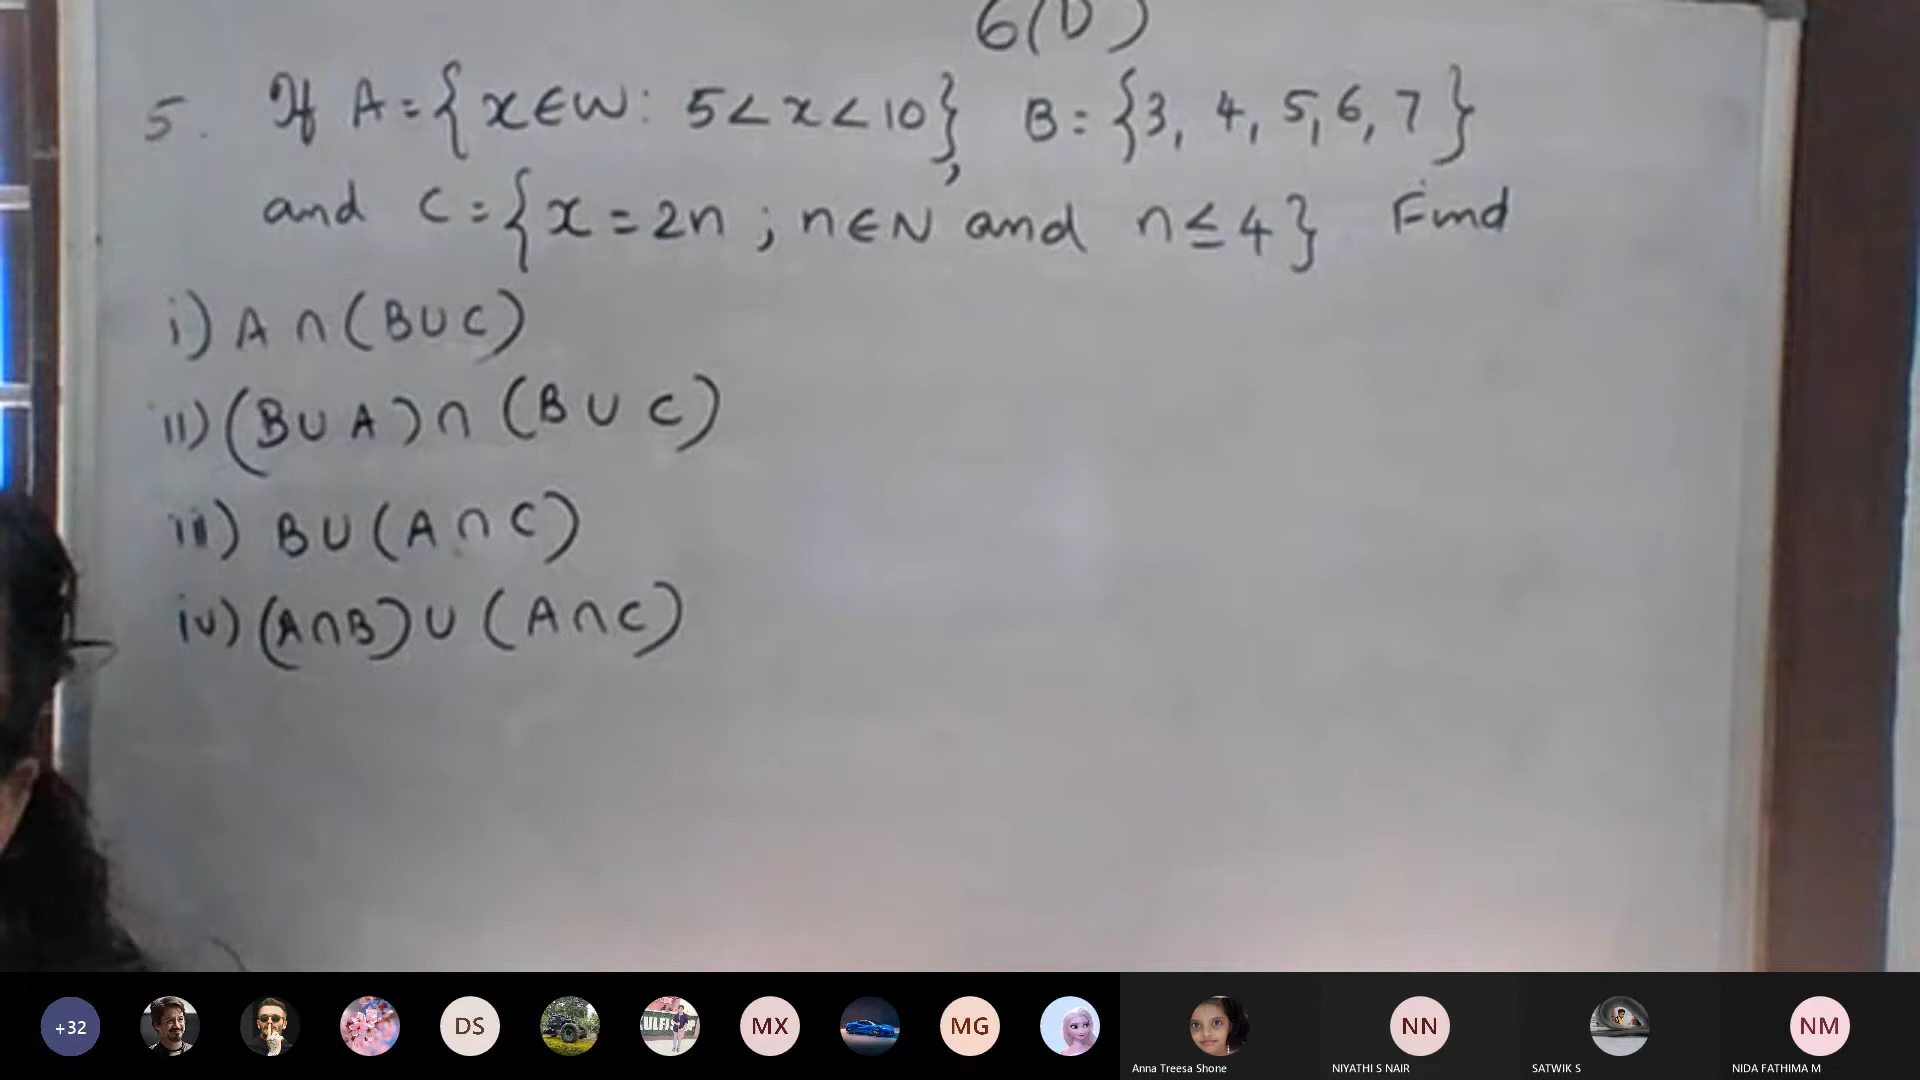 6(D)
5. If A = {x∈W: 5<x<10}, B = {3, 4, 5, 6, 7}
and C = {x = 2n ; n∈N and n≤4} Find
i) A∩(B∪C)
ii) (B∪A)∩(B∪C)
iii) B∪(A∩C)
iv) (A∩B)∪(A∩C)
+32
DS
MX
MG
NN
NM
Anna Treesa Shone
NIYATHI S NAIR
SATWIK S
NIDA FATHIMA M